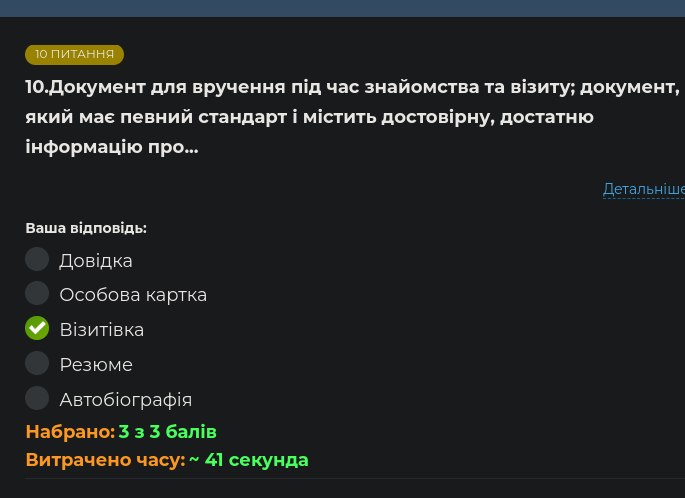 10 ПИТАННЯ
10.Документ для вручення під час знайомства та візиту; документ,
який має певний стандарт і містить достовірну, достатню
інформацію про...
Детальніше
Ваша відповідь:
Довідка
Особова картка
Візитівка
Резюме
Автобіографія
Набрано: 3 з 3 балів
Витрачено часу: ~ 41 секунда